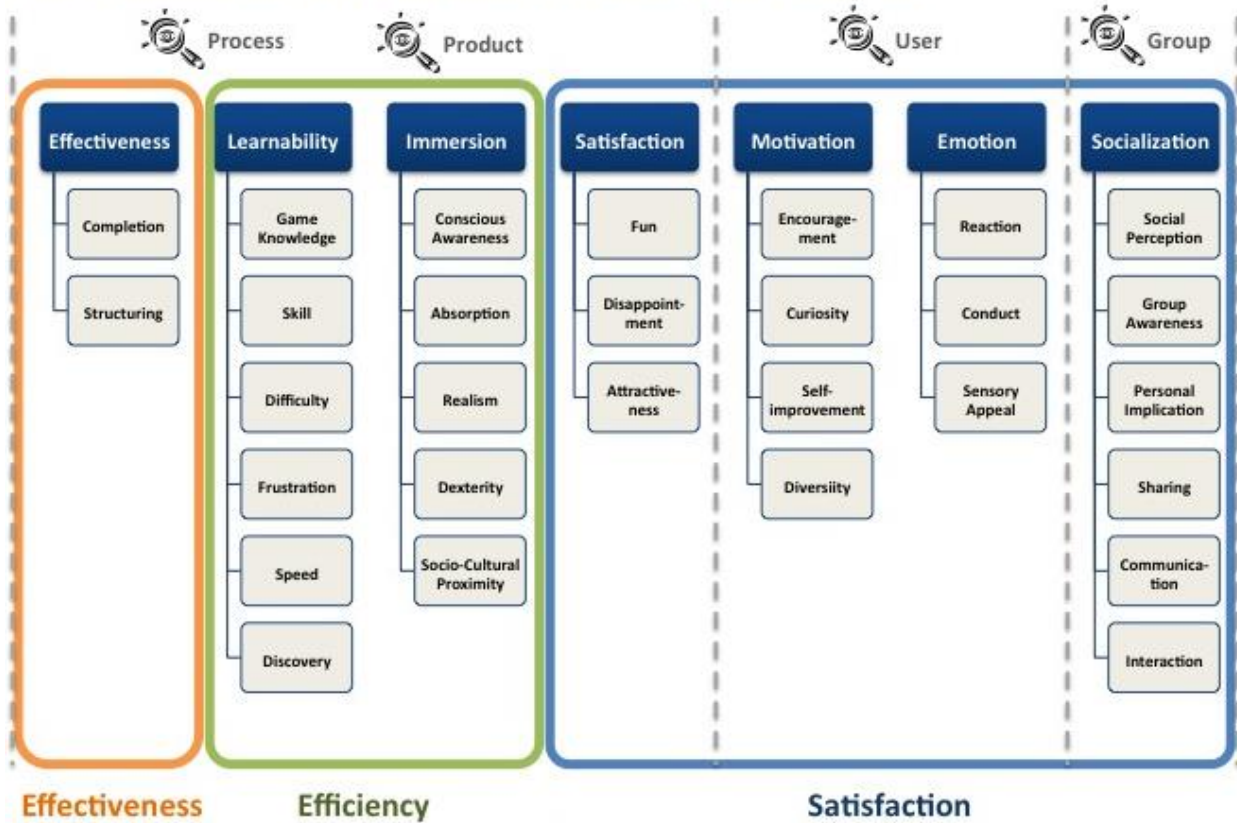 Process
Product
User
Group
Effectiveness
Completion
Structuring
Learnability
Game
Knowledge
Skill
Difficulty
Frustration
Speed
Discovery
Immersion
Conscious
Awareness
Absorption
Realism
Dexterity
Socio-Cultural
Proximity
Satisfaction
Fun
Disappoint-
ment
Attractive-
ness
Motivation
Encourage-
ment
Curiosity
Self-
improvement
Diversiity
Emotion
Reaction
Conduct
Sensory
Appeal
Socialization
Social
Perception
Group
Awareness
Personal
Implication
Sharing
Communica-
tion
Interaction
Effectiveness
Efficiency
Satisfaction